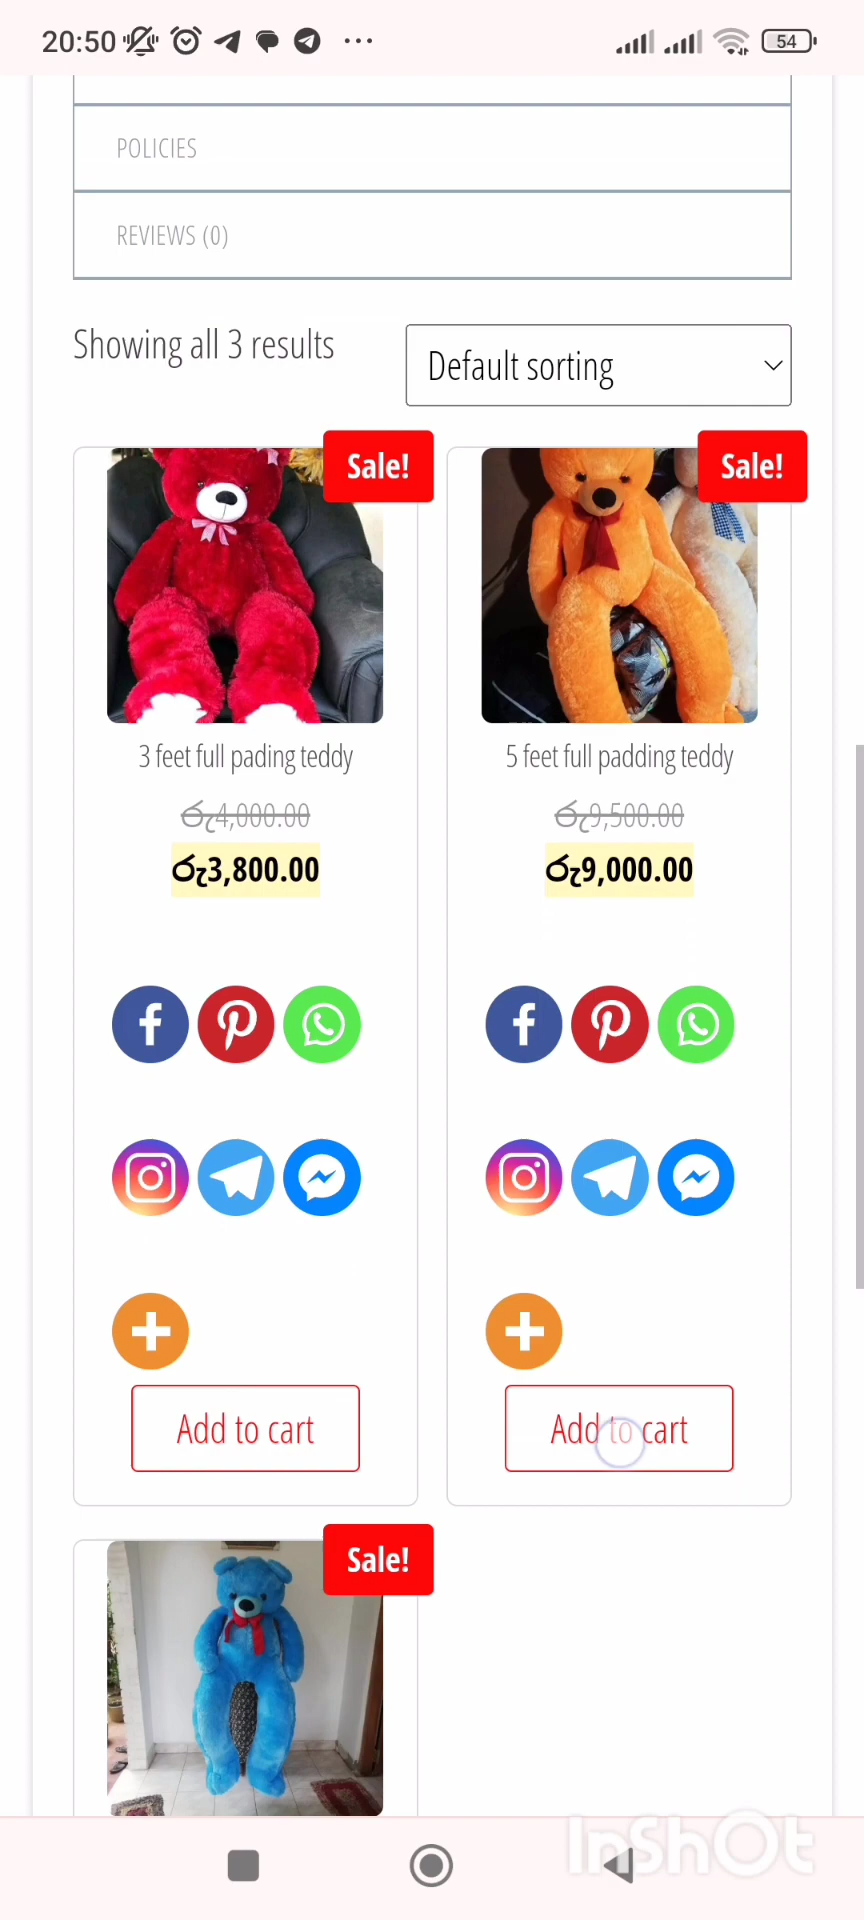 20:50
54
POLICIES
REVIEWS (0)
Showing all 3 results
Default sorting
Sale!
Sale!
3 feet full pading teddy
5 feet full padding teddy
රු4,000.00
රු9,500.00
රු3,800.00
රු9,000.00
Add to cart
Add to cart
Sale!
InShOt